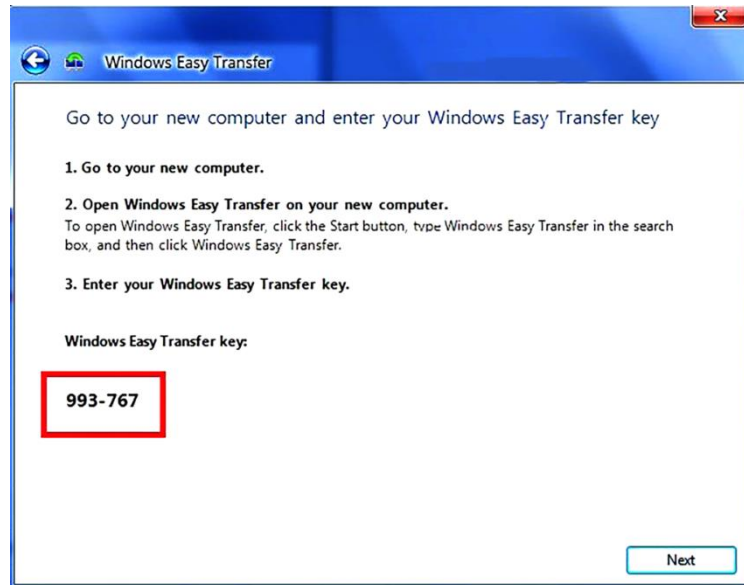 Windows Easy Transfer
Go to your new computer and enter your Windows Easy Transfer key
1. Go to your new computer.
2. Open Windows Easy Transfer on your new computer.
To open Windows Easy Transfer, click the Start button, type Windows Easy Transfer in the search
box, and then click Windows Easy Transfer.
3. Enter your Windows Easy Transfer key.
Windows Easy Transfer key:
993-767
Next